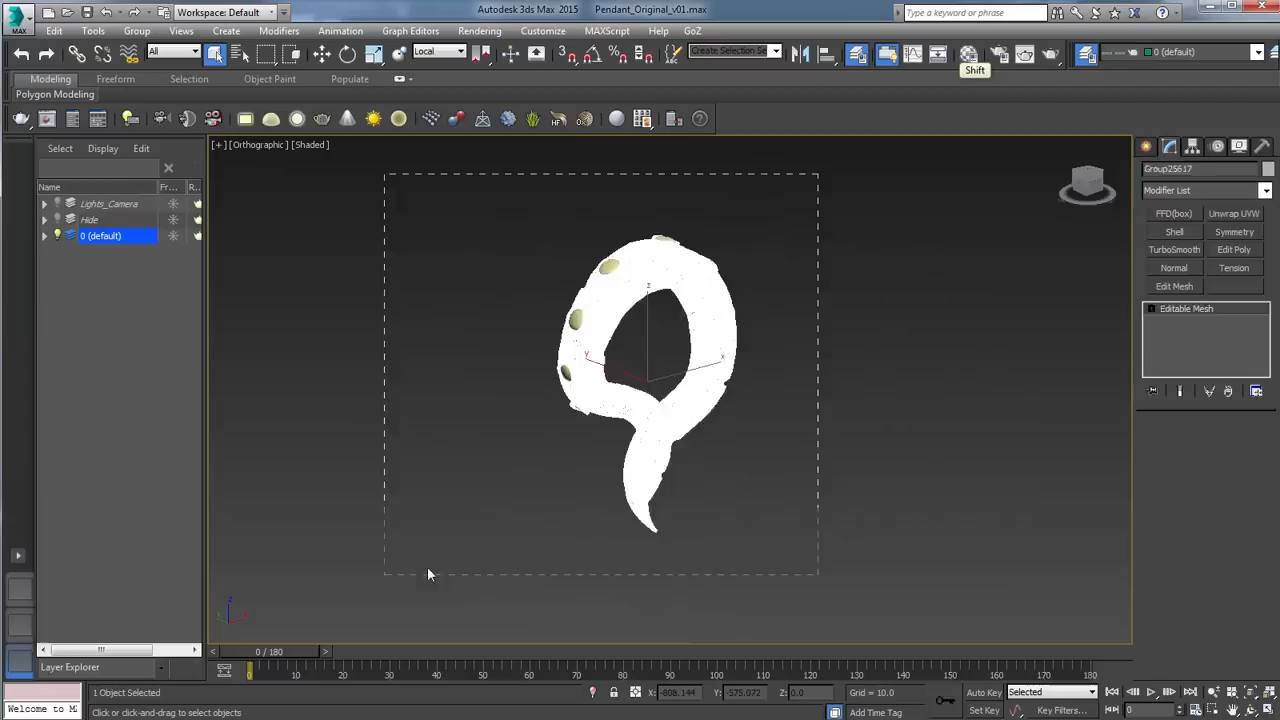 Workspace: Default
Autodesk 3ds Max 2015 Pendant_Original_v01.max
Type a keyword or phrase
MAX
Edit Tools Group Views Create Modifiers Animation Graph Editors Rendering Customize MAXScript Help GoZ
All Local Create Selection Se 0 (default)
Shift
Modeling Freeform Selection Object Paint Populate
Polygon Modeling
Select Display Edit
[+] [Orthographic] [Shaded]
Name Fr... R
Lights_Camera
Hide
0 (default)
Group25617
Modifier List
FFD(box) Unwrap UVW
Shell Symmetry
TurboSmooth Edit Poly
Normal Tension
Edit Mesh
Editable Mesh
z
y
x
z
0 / 180
Layer Explorer
0 10 20 30 40 50 60 70 80 90 100 110 120 130 140 150 160 170 180
1 Object Selected X: -808.144 Y: -575.072 Z: 0.0 Grid = 10.0 Auto Key Selected
Welcome to M Click or click-and-drag to select objects Add Time Tag Set Key Key Filters... 0